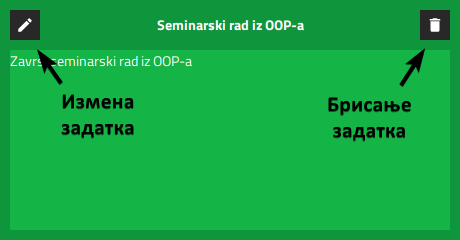 Seminarski rad iz OOP-a
seminarski rad iz OOP-a
Измена
задатка
Брисање
задатка